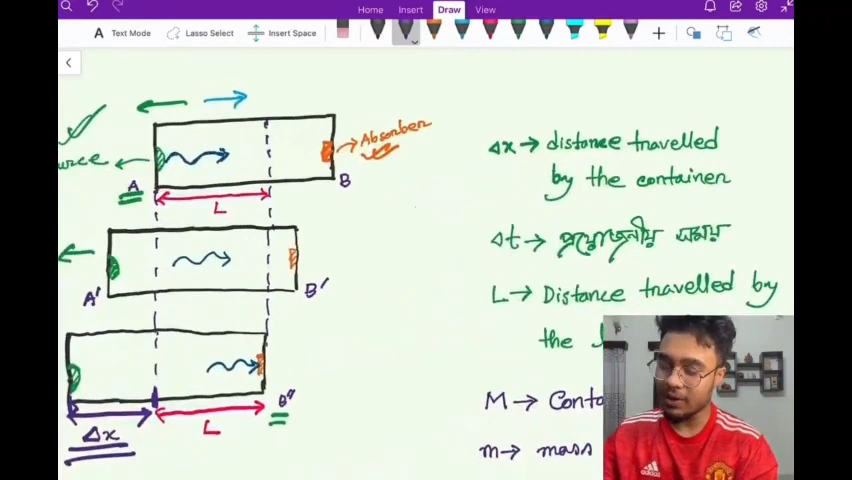 Home Insert Draw View
Text Mode Lasso Select Insert Space
Absorber
A
L
B
A'
B'
B"
Δx
L
Δx → distance travelled
by the container
Δt → প্রয়োজনীয় সময়
L → Distance travelled by
the
M →
m → mass